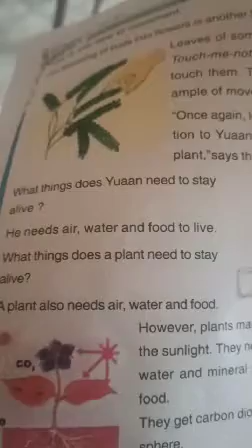 Leaves of som
Touch-me-not
touch them. T
ample of move
"Once again, l
tion to Yuaan
plant," says th
What things does Yuaan need to stay
alive ?
He needs air, water and food to live.
What things does a plant need to stay
alive?
A plant also needs air, water and food.
However, plants ma
the sunlight. They ne
water and mineral
food.
They get carbon dio
sphere.
co,